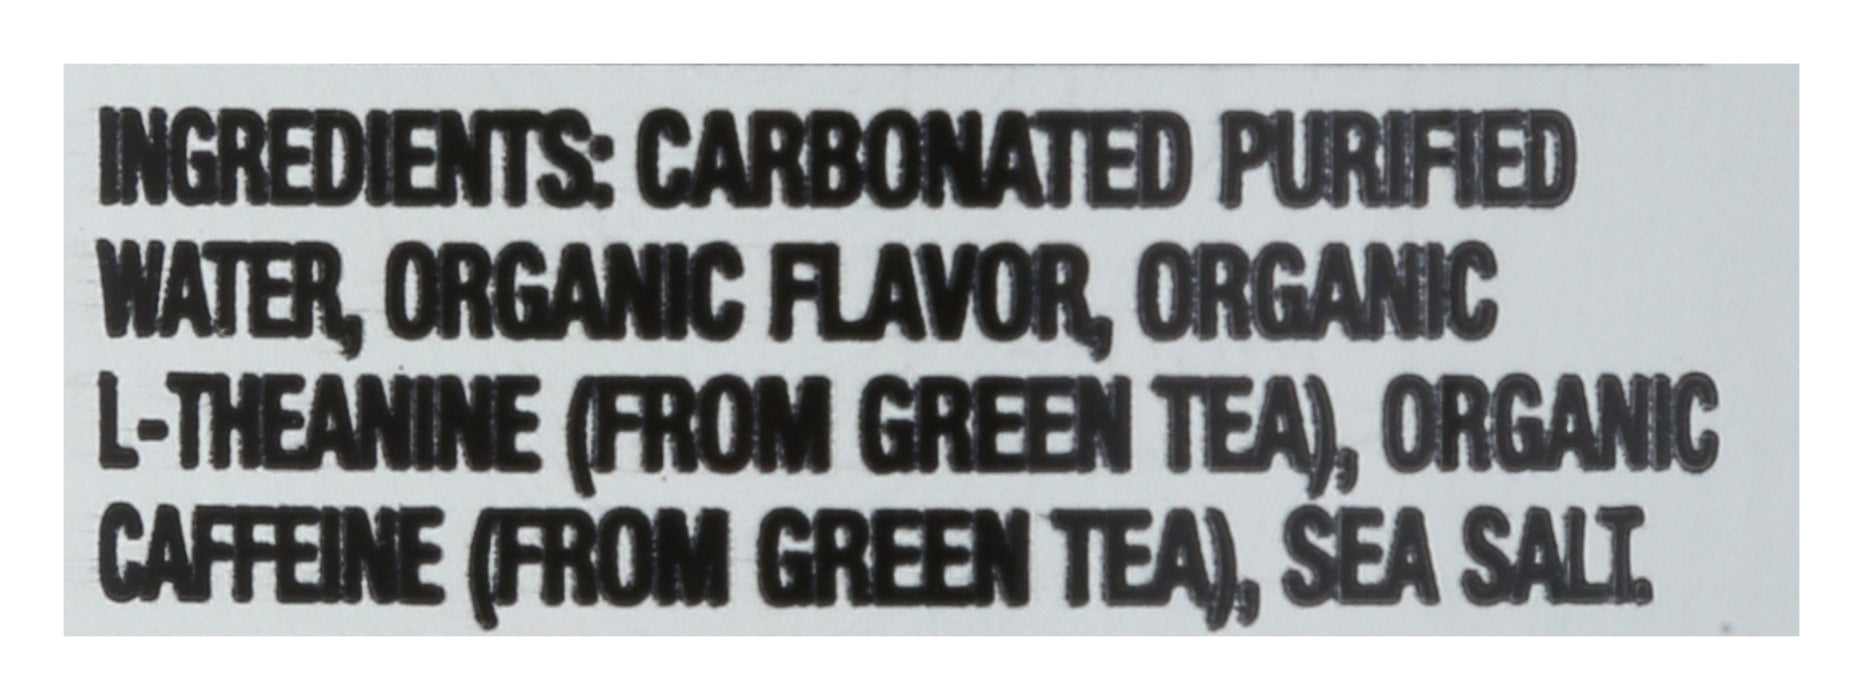 INGREDIENTS: CARBONATED PURIFIED
WATER, ORGANIC FLAVOR, ORGANIC
L-THEANINE (FROM GREEN TEA), ORGANIC
CAFFEINE (FROM GREEN TEA), SEA SALT.